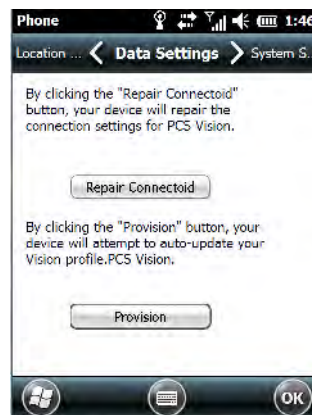 Phone 1:46
Location ... Data Settings System S...
By clicking the "Repair Connectoid"
button, your device will repair the
connection settings for PCS Vision.
Repair Connectoid
By clicking the "Provision" button, your
device will attempt to auto-update your
Vision profile.PCS Vision.
Provision
OK